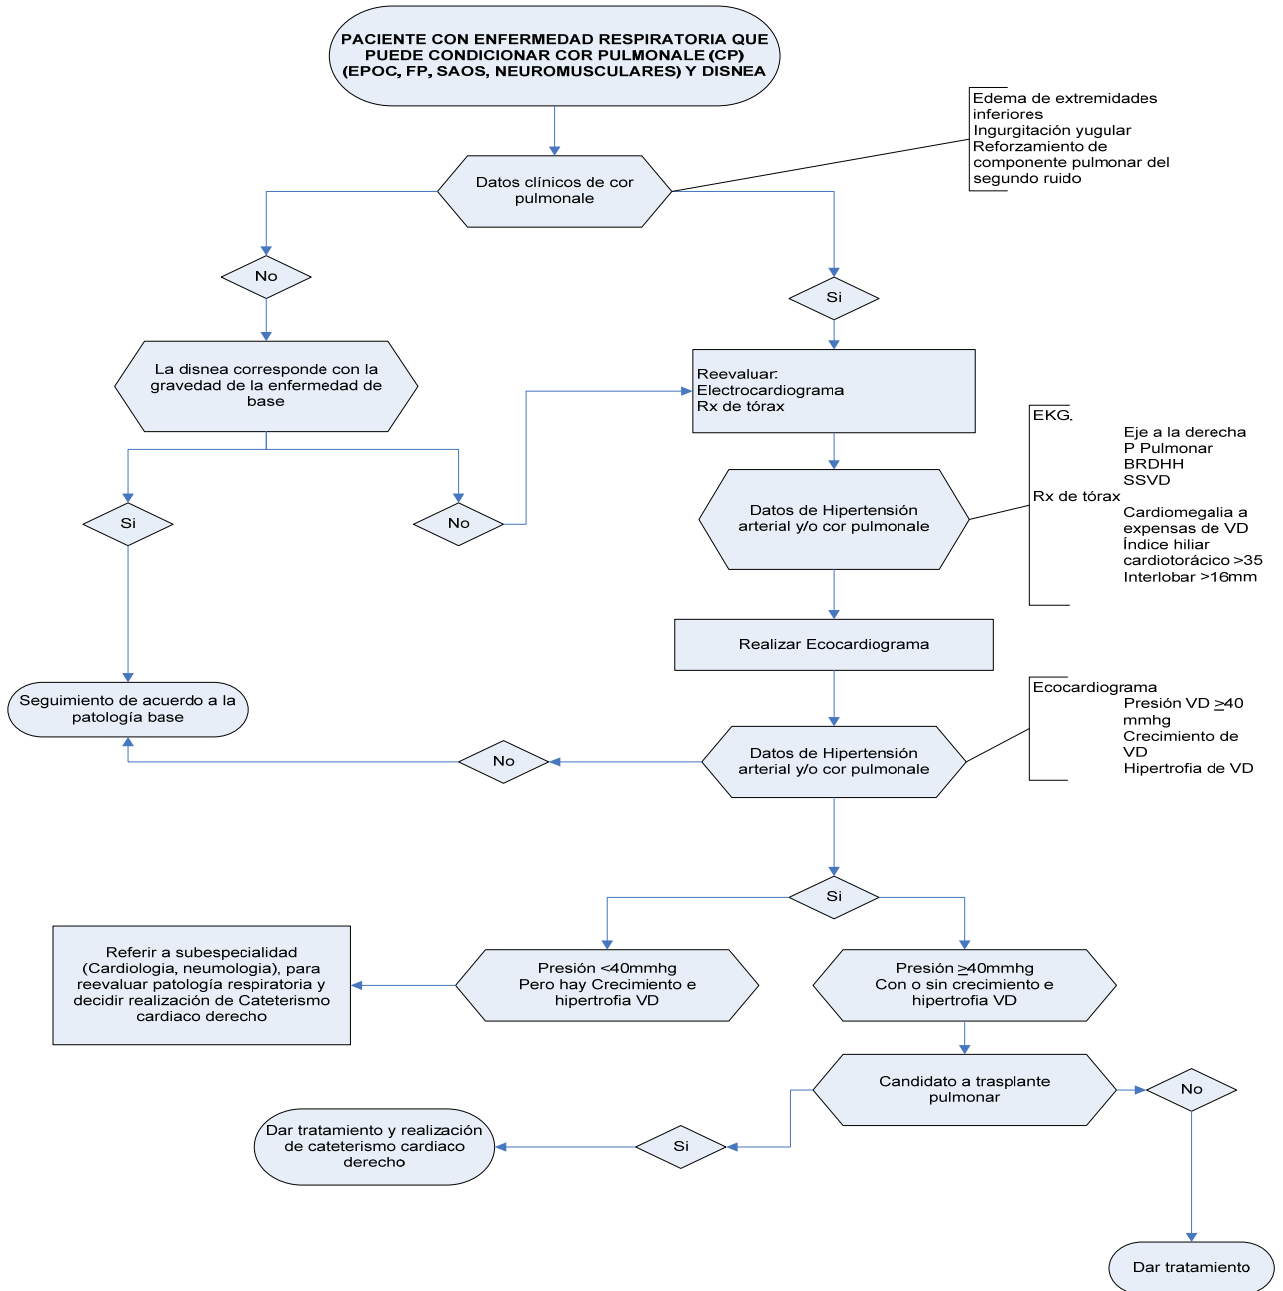 PACIENTE CON ENFERMEDAD RESPIRATORIA QUE
PUEDE CONDICIONAR COR PULMONALE (CP)
(EPOC, FP, SAOS, NEUROMUSCULARES) Y DISNEA
Edema de extremidades
inferiores
Ingurgitación yugular
Reforzamiento de
componente pulmonar del
segundo ruido
Datos clínicos de cor
pulmonale
No
Si
La disnea corresponde con la
gravedad de la enfermedad de
base
Reevaluar:
Electrocardiograma
Rx de tórax
EKG.
Eje a la derecha
P Pulmonar
BRDHH
SSVD
Rx de tórax
Cardiomegalia a
expensas de VD
Índice hiliar
cardiotorácico >35
Interlobar >16mm
Si
No
Datos de Hipertensión
arterial y/o cor pulmonale
Realizar Ecocardiograma
Seguimiento de acuerdo a la
patología base
Ecocardiograma
Presión VD ≥40
mmhg
Crecimiento de
VD
Hipertrofia de VD
No
Datos de Hipertensión
arterial y/o cor pulmonale
Si
Referir a subespecialidad
(Cardiologia, neumologia), para
reevaluar patología respiratoria y
decidir realización de Cateterismo
cardiaco derecho
Presión <40mmhg
Pero hay Crecimiento e
hipertrofia VD
Presión ≥40mmhg
Con o sin crecimiento e
hipertrofia VD
Candidato a trasplante
pulmonar
No
Dar tratamiento y realización
de cateterismo cardiaco
derecho
Si
Dar tratamiento